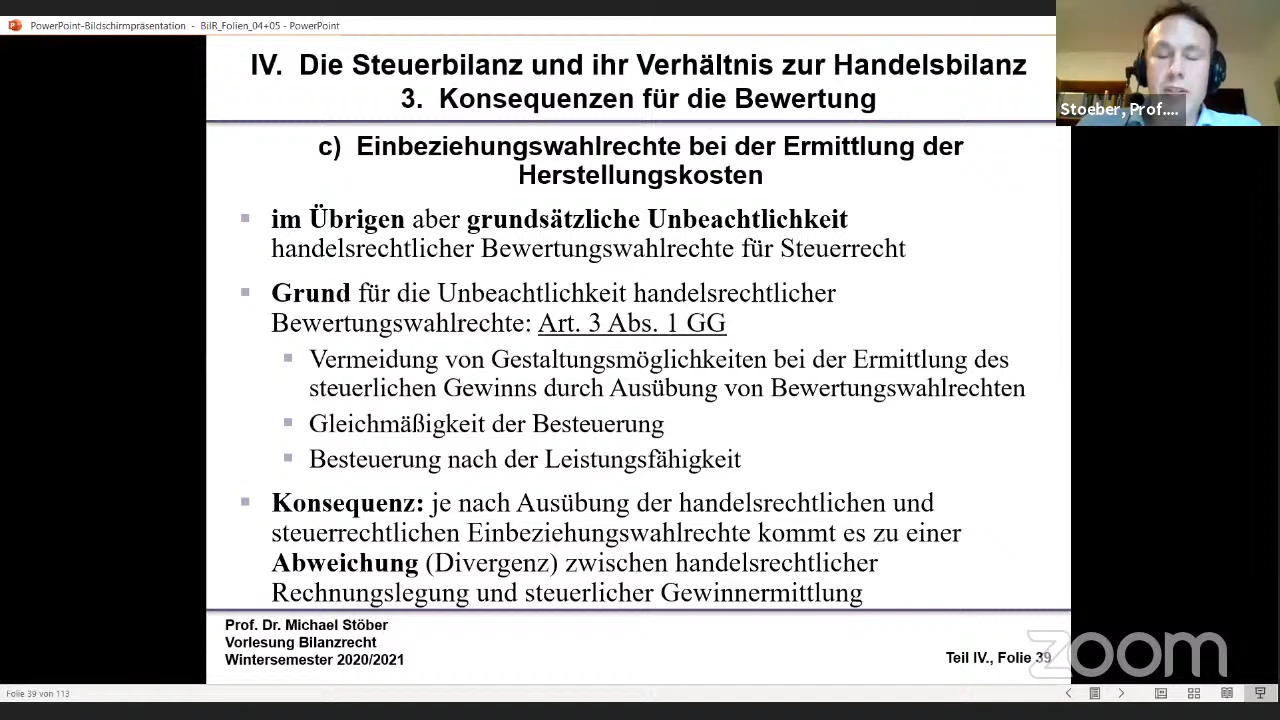 PowerPoint-Bildschirmpräsentation - BilR_Folien_04+05 - PowerPoint
Stoeber, Prof....
IV. Die Steuerbilanz und ihr Verhältnis zur Handelsbilanz
3. Konsequenzen für die Bewertung
c) Einbeziehungswahlrechte bei der Ermittlung der
Herstellungskosten
im Übrigen aber grundsätzliche Unbeachtlichkeit
handelsrechtlicher Bewertungswahlrechte für Steuerrecht
Grund für die Unbeachtlichkeit handelsrechtlicher
Bewertungswahlrechte: Art. 3 Abs. 1 GG
Vermeidung von Gestaltungsmöglichkeiten bei der Ermittlung des
steuerlichen Gewinns durch Ausübung von Bewertungswahlrechten
Gleichmäßigkeit der Besteuerung
Besteuerung nach der Leistungsfähigkeit
Konsequenz: je nach Ausübung der handelsrechtlichen und
steuerrechtlichen Einbeziehungswahlrechte kommt es zu einer
Abweichung (Divergenz) zwischen handelsrechtlicher
Rechnungslegung und steuerlicher Gewinnermittlung
Prof. Dr. Michael Stöber
Vorlesung Bilanzrecht
Wintersemester 2020/2021
Teil IV., Folie 39
zoom
Folie 39 von 113